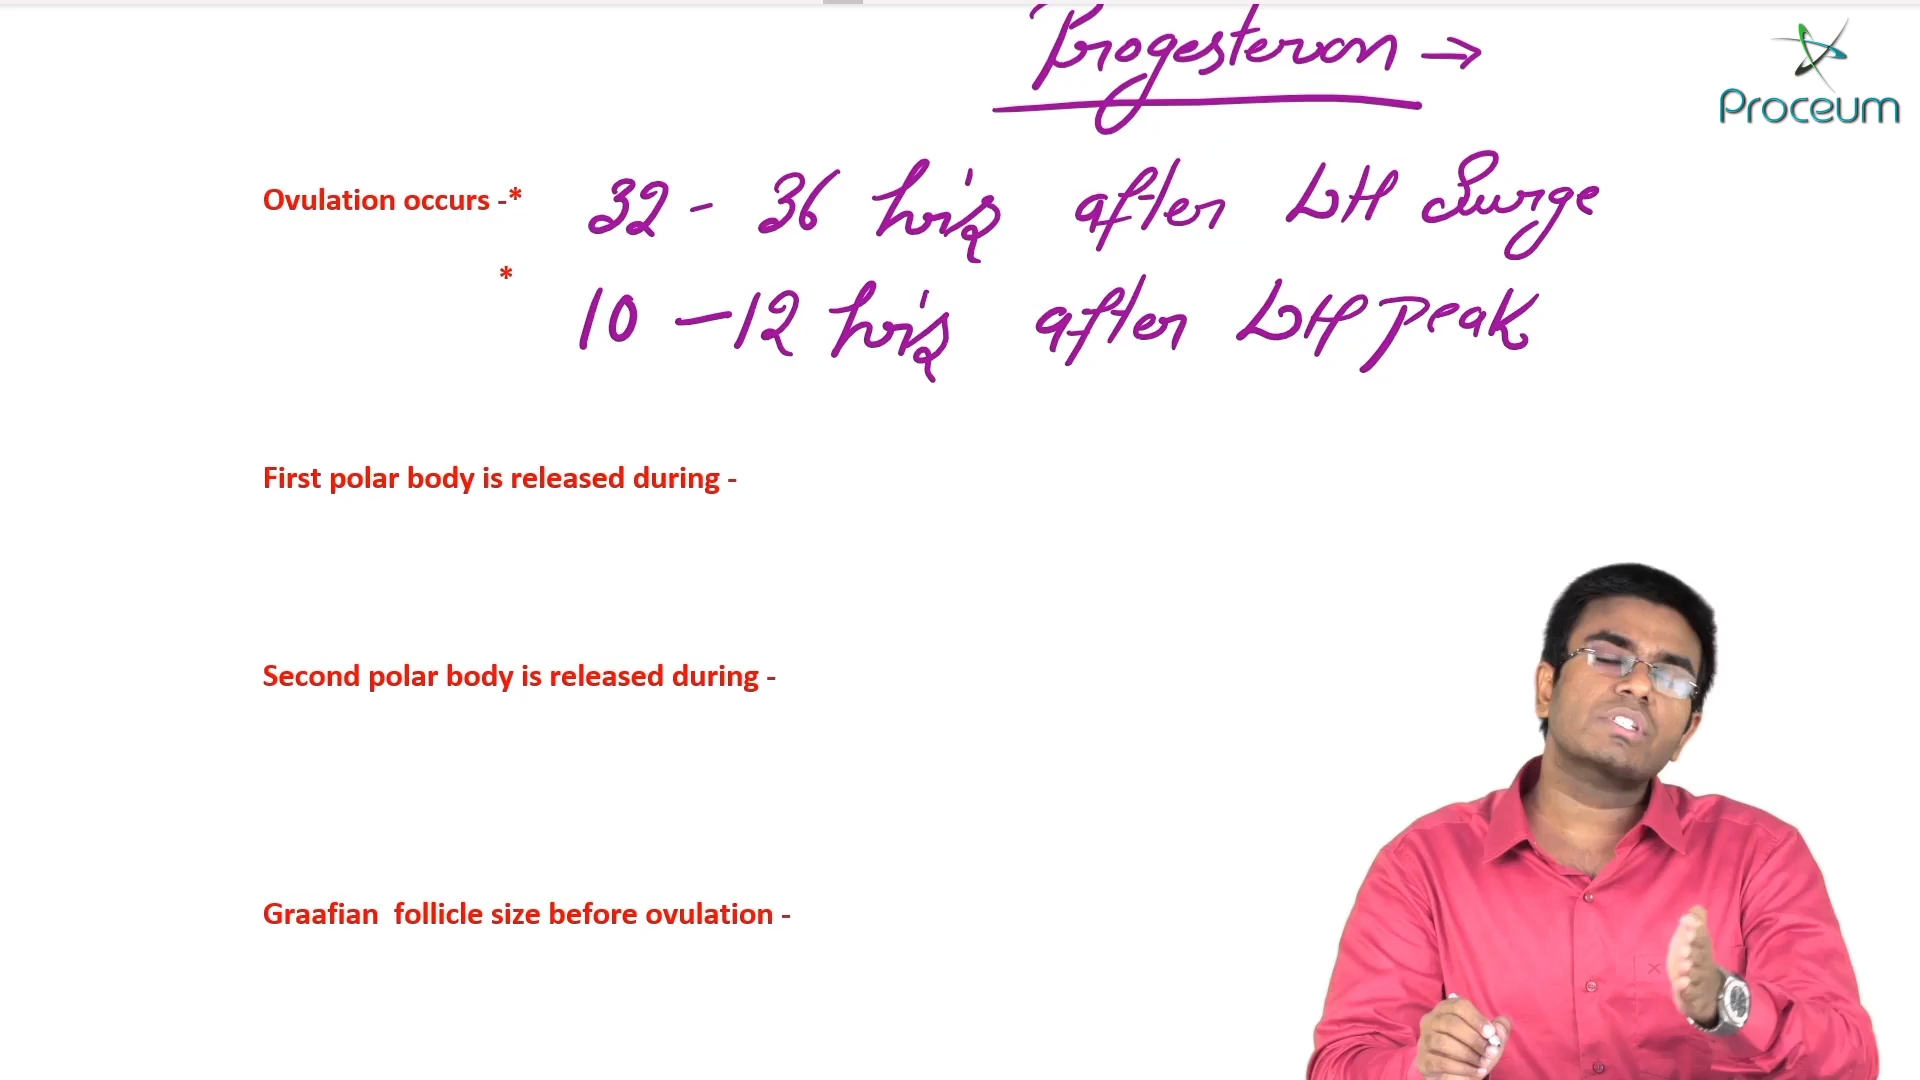 Progesteron →
Proceum
Ovulation occurs -* 32 - 36 hrs after LH Surge
* 10 - 12 hrs after LH peak
First polar body is released during -
Second polar body is released during -
Graafian follicle size before ovulation -